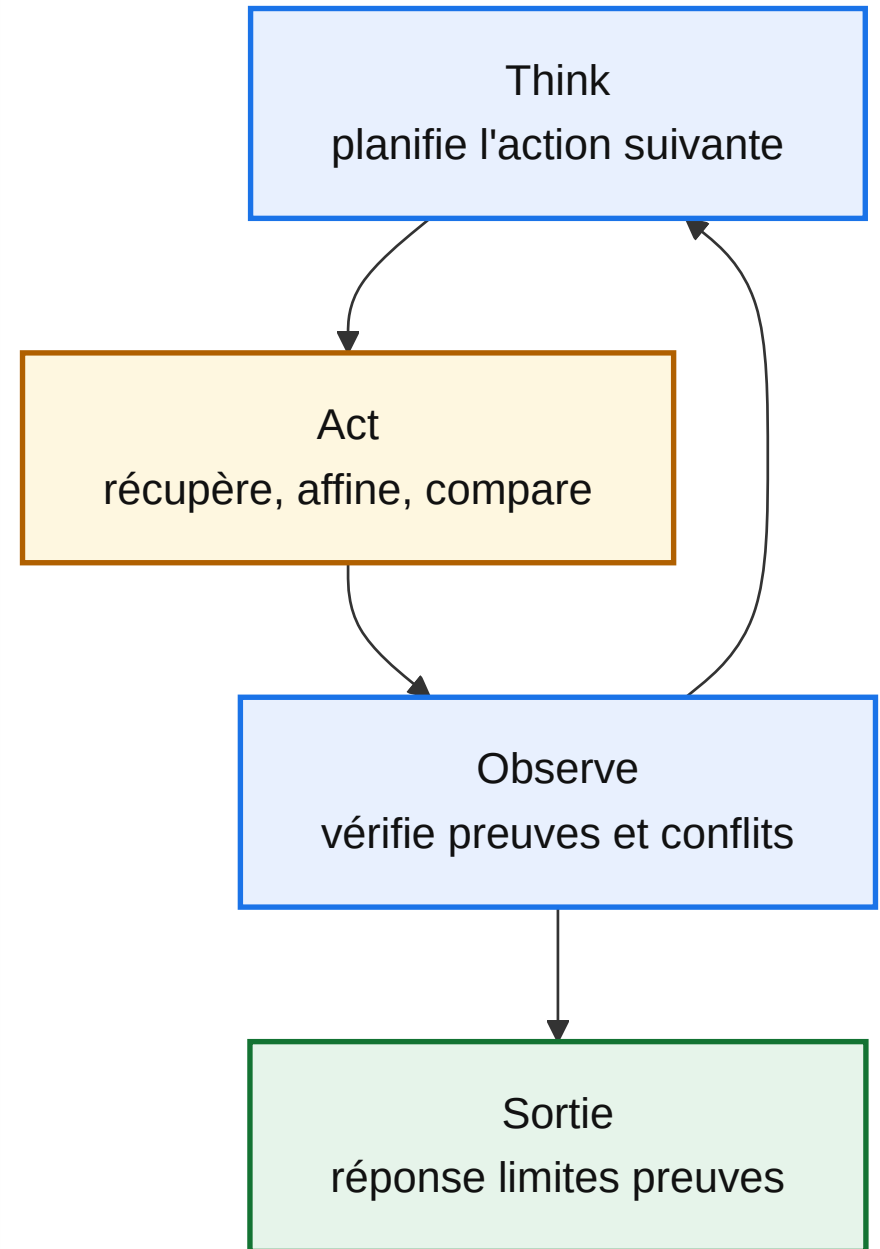 Think
planifie l'action suivante
Act
récupère, affine, compare
Observe
vérifie preuves et conflits
Sortie
réponse limites preuves